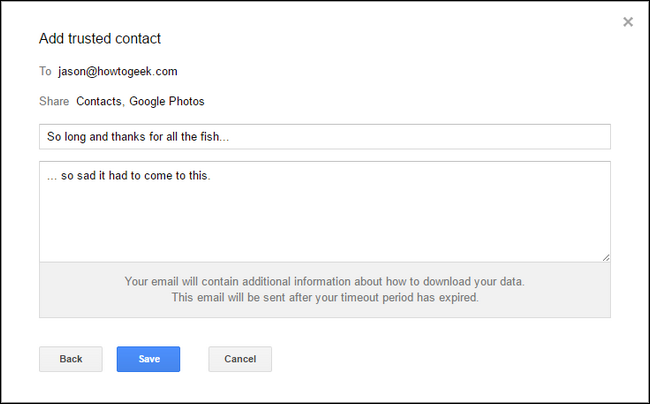 Add trusted contact
To jason@howtogeek.com
Share Contacts, Google Photos
So long and thanks for all the fish...
... so sad it had to come to this.
Your email will contain additional information about how to download your data.
This email will be sent after your timeout period has expired.
Back Save Cancel